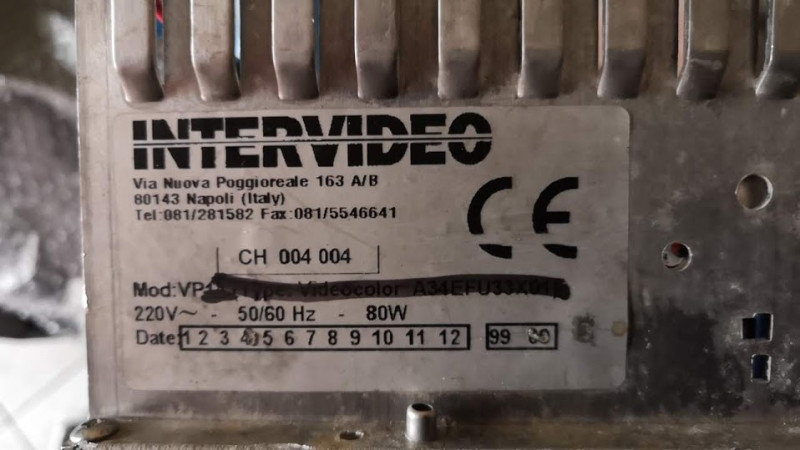 INTERVIDEO
Via Nuova Poggioreale 163 A/B
80143 Napoli (Italy)
Tel:081/281582 Fax:081/5546641
CE
CH 004 004
Mod: Videocolor
220V~ - 50/60 Hz - 80W
Date: 1 2 3 4 5 6 7 8 9 10 11 12 99